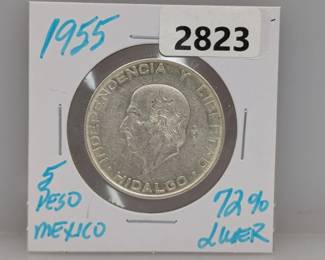 1955
2823
INDEPENDENCIA Y LIBERTAD
HIDALGO
5
PESO
MEXICO
72%
SILVER